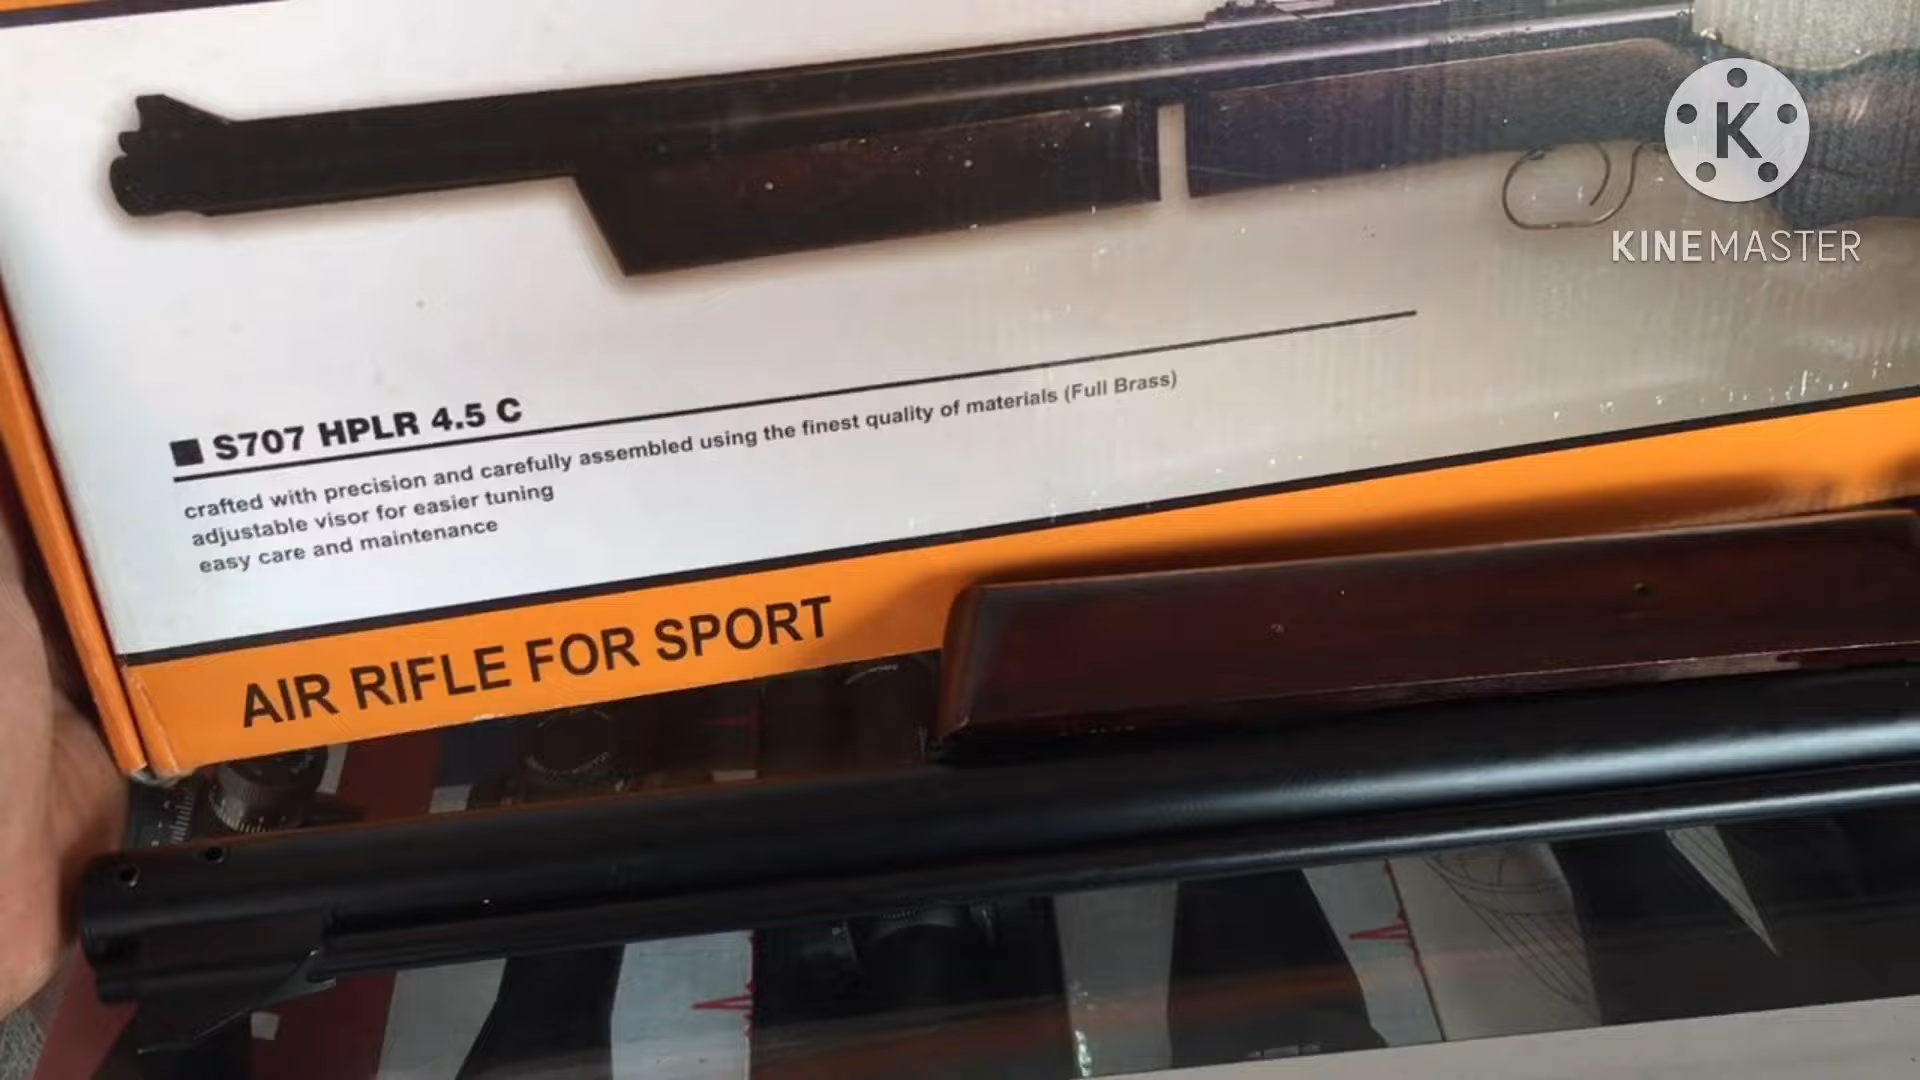 K
KINEMASTER
S707 HPLR 4.5 C
crafted with precision and carefully assembled using the finest quality of materials (Full Brass)
adjustable visor for easier tuning
easy care and maintenance
AIR RIFLE FOR SPORT